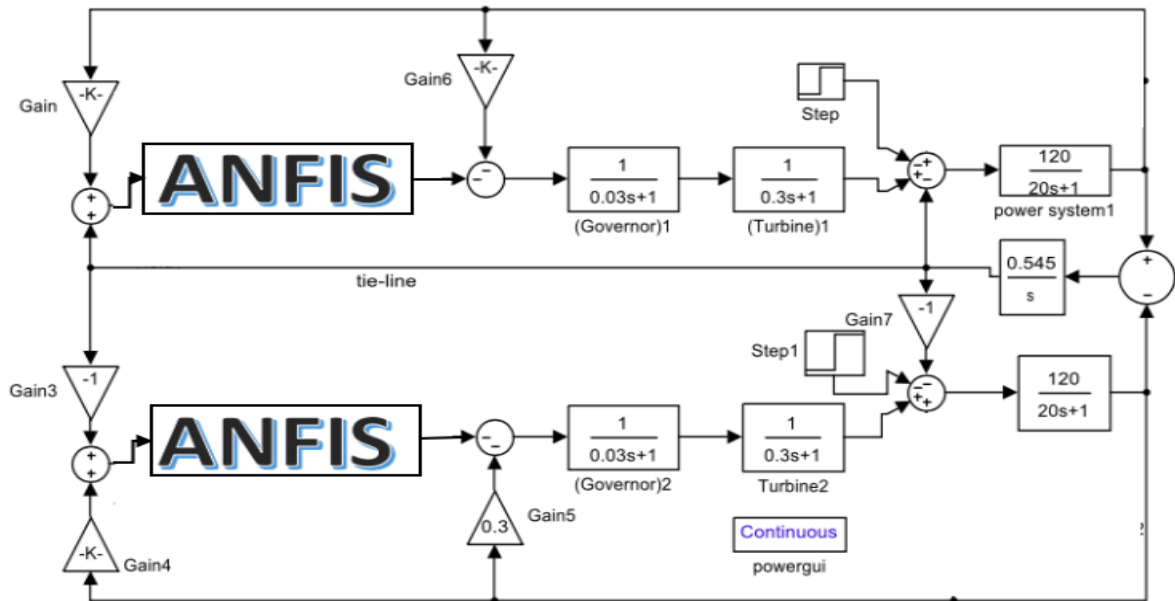 -K-
Gain
-K-
Gain6
Step
ANFIS
1
0.03s+1
(Governor)1
1
0.3s+1
(Turbine)1
120
20s+1
power system1
+
+
−
−
−
+
+
−
tie-line
0.545
s
+
−
-1
Gain3
-1
Gain7
Step1
ANFIS
+
+
−
−
1
0.03s+1
(Governor)2
1
0.3s+1
Turbine2
−
−
+
+
120
20s+1
-K-
Gain4
0.3
Gain5
Continuous
powergui